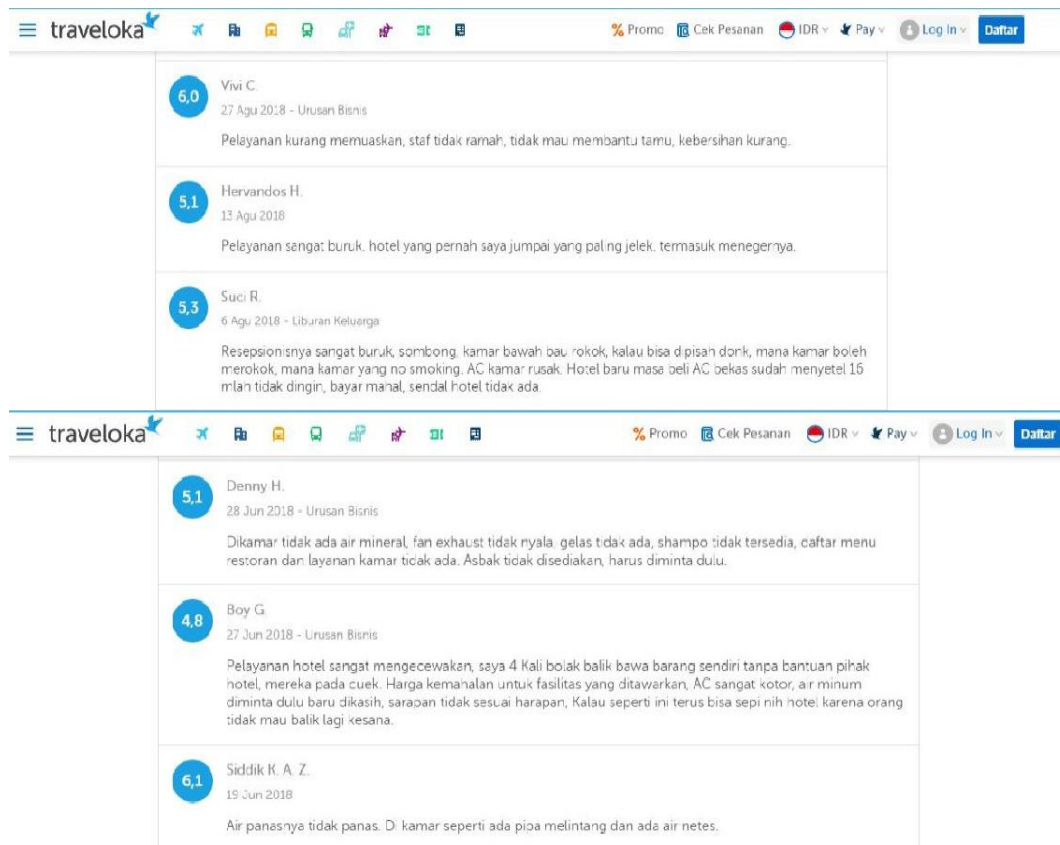 traveloka
% Promo Cek Pesanan IDR Pay Log In Daftar
6,0
Vivi C.
27 Agu 2018 - Urusan Bisnis
Pelayanan kurang memuaskan, staf tidak ramah, tidak mau membantu tamu, kebersihan kurang.
5,1
Hervandos H.
13 Agu 2018
Pelayanan sangat buruk. hotel yang pernah saya jumpai yang paling jelek. termasuk menegernya.
5,3
Suci R.
6 Agu 2018 - Liburan Keluarga
Resepsionisnya sangat buruk, sombong, kamar bawah bau rokok, kalau bisa dipisah donk, mana kamar boleh
merokok, mana kamar yang no smoking. AC kamar rusak. Hotel baru masa beli AC bekas sudah menyetel 16
mlah tidak dingin, bayar mahal, sendal hotel tidak ada.
traveloka
% Promo Cek Pesanan IDR Pay Log In Daftar
5,1
Denny H.
28 Jun 2018 - Urusan Bisnis
Dikamar tidak ada air mineral, fan exhaust tidak nyala, gelas tidak ada, shampo tidak tersedia, daftar menu
restoran dan layanan kamar tidak ada. Asbak tidak disediakan, harus diminta dulu.
4,8
Boy G.
27 Jun 2018 - Urusan Bisnis
Pelayanan hotel sangat mengecewakan, saya 4 Kali bolak balik bawa barang sendiri tanpa bantuan pihak
hotel, mereka pada cuek. Harga kemahalan untuk fasilitas yang ditawarkan, AC sangat kotor, air minum
diminta dulu baru dikasih, sarapan tidak sesuai harapan, Kalau seperti ini terus bisa sepi nih hotel karena orang
tidak mau balik lagi kesana.
6,1
Siddik K. A. Z.
19 Jun 2018
Air panasnya tidak panas. Di kamar seperti ada pipa melintang dan ada air netes.